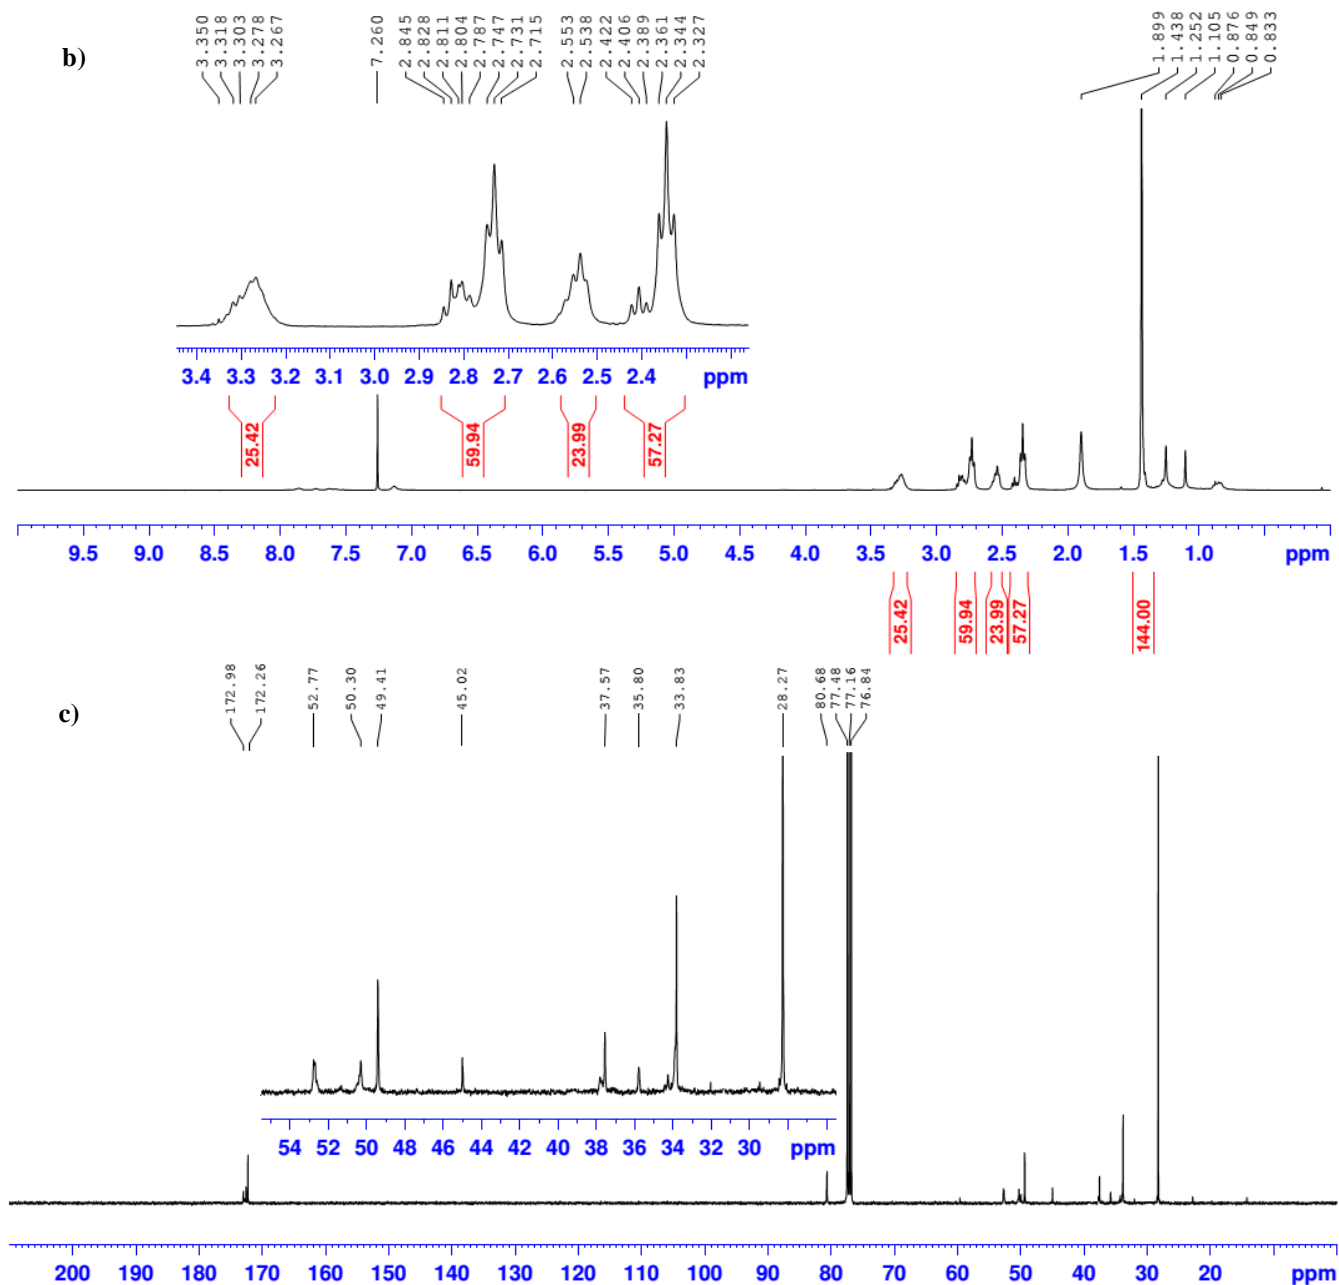 b)
3.350 3.318 3.303 3.278 3.267 7.260 2.845 2.828 2.811 2.804 2.787 2.747 2.731 2.715 2.553 2.538 2.422 2.406 2.389 2.361 2.344 2.327 1.899 1.438 1.252 1.105 0.876 0.849 0.833
3.4 3.3 3.2 3.1 3.0 2.9 2.8 2.7 2.6 2.5 2.4 ppm
25.42 59.94 23.99 57.27
9.5 9.0 8.5 8.0 7.5 7.0 6.5 6.0 5.5 5.0 4.5 4.0 3.5 3.0 2.5 2.0 1.5 1.0 ppm
25.42 59.94 23.99 57.27 144.00
c)
172.98 172.26 52.77 50.30 49.41 45.02 37.57 35.80 33.83 28.27 80.68 77.48 77.16 76.84
54 52 50 48 46 44 42 40 38 36 34 32 30 ppm
200 190 180 170 160 150 140 130 120 110 100 90 80 70 60 50 40 30 20 ppm